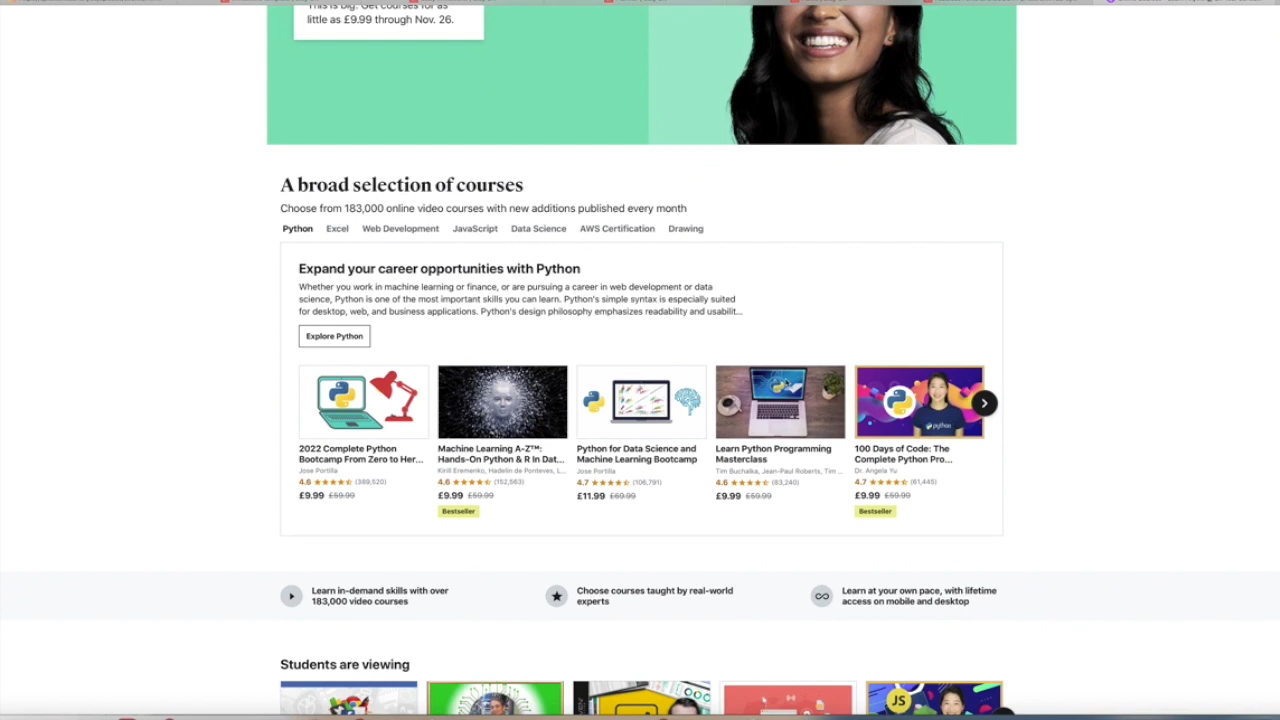 This is big. Get courses for as
little as £9.99 through Nov. 26.
A broad selection of courses
Choose from 183,000 online video courses with new additions published every month
Python Excel Web Development JavaScript Data Science AWS Certification Drawing
Expand your career opportunities with Python
Whether you work in machine learning or finance, or are pursuing a career in web development or data
science, Python is one of the most important skills you can learn. Python's simple syntax is especially suited
for desktop, web, and business applications. Python's design philosophy emphasizes readability and usabilit...
Explore Python
python
2022 Complete Python
Bootcamp From Zero to Her...
Jose Portilla
4.6 (389,520)
£9.99 £59.99
Machine Learning A-Z™:
Hands-On Python & R In Dat...
Kirill Eremenko, Hadelin de Ponteves, L...
4.6 (152,563)
£9.99 £59.99
Bestseller
Python for Data Science and
Machine Learning Bootcamp
Jose Portilla
4.7 (106,791)
£11.99 £69.99
Learn Python Programming
Masterclass
Tim Buchalka, Jean-Paul Roberts, Tim ...
4.6 (83,240)
£9.99 £59.99
100 Days of Code: The
Complete Python Pro...
Dr. Angela Yu
4.7 (61,445)
£9.99 £59.99
Bestseller
Learn in-demand skills with over
183,000 video courses
Choose courses taught by real-world
experts
Learn at your own pace, with lifetime
access on mobile and desktop
Students are viewing
JS